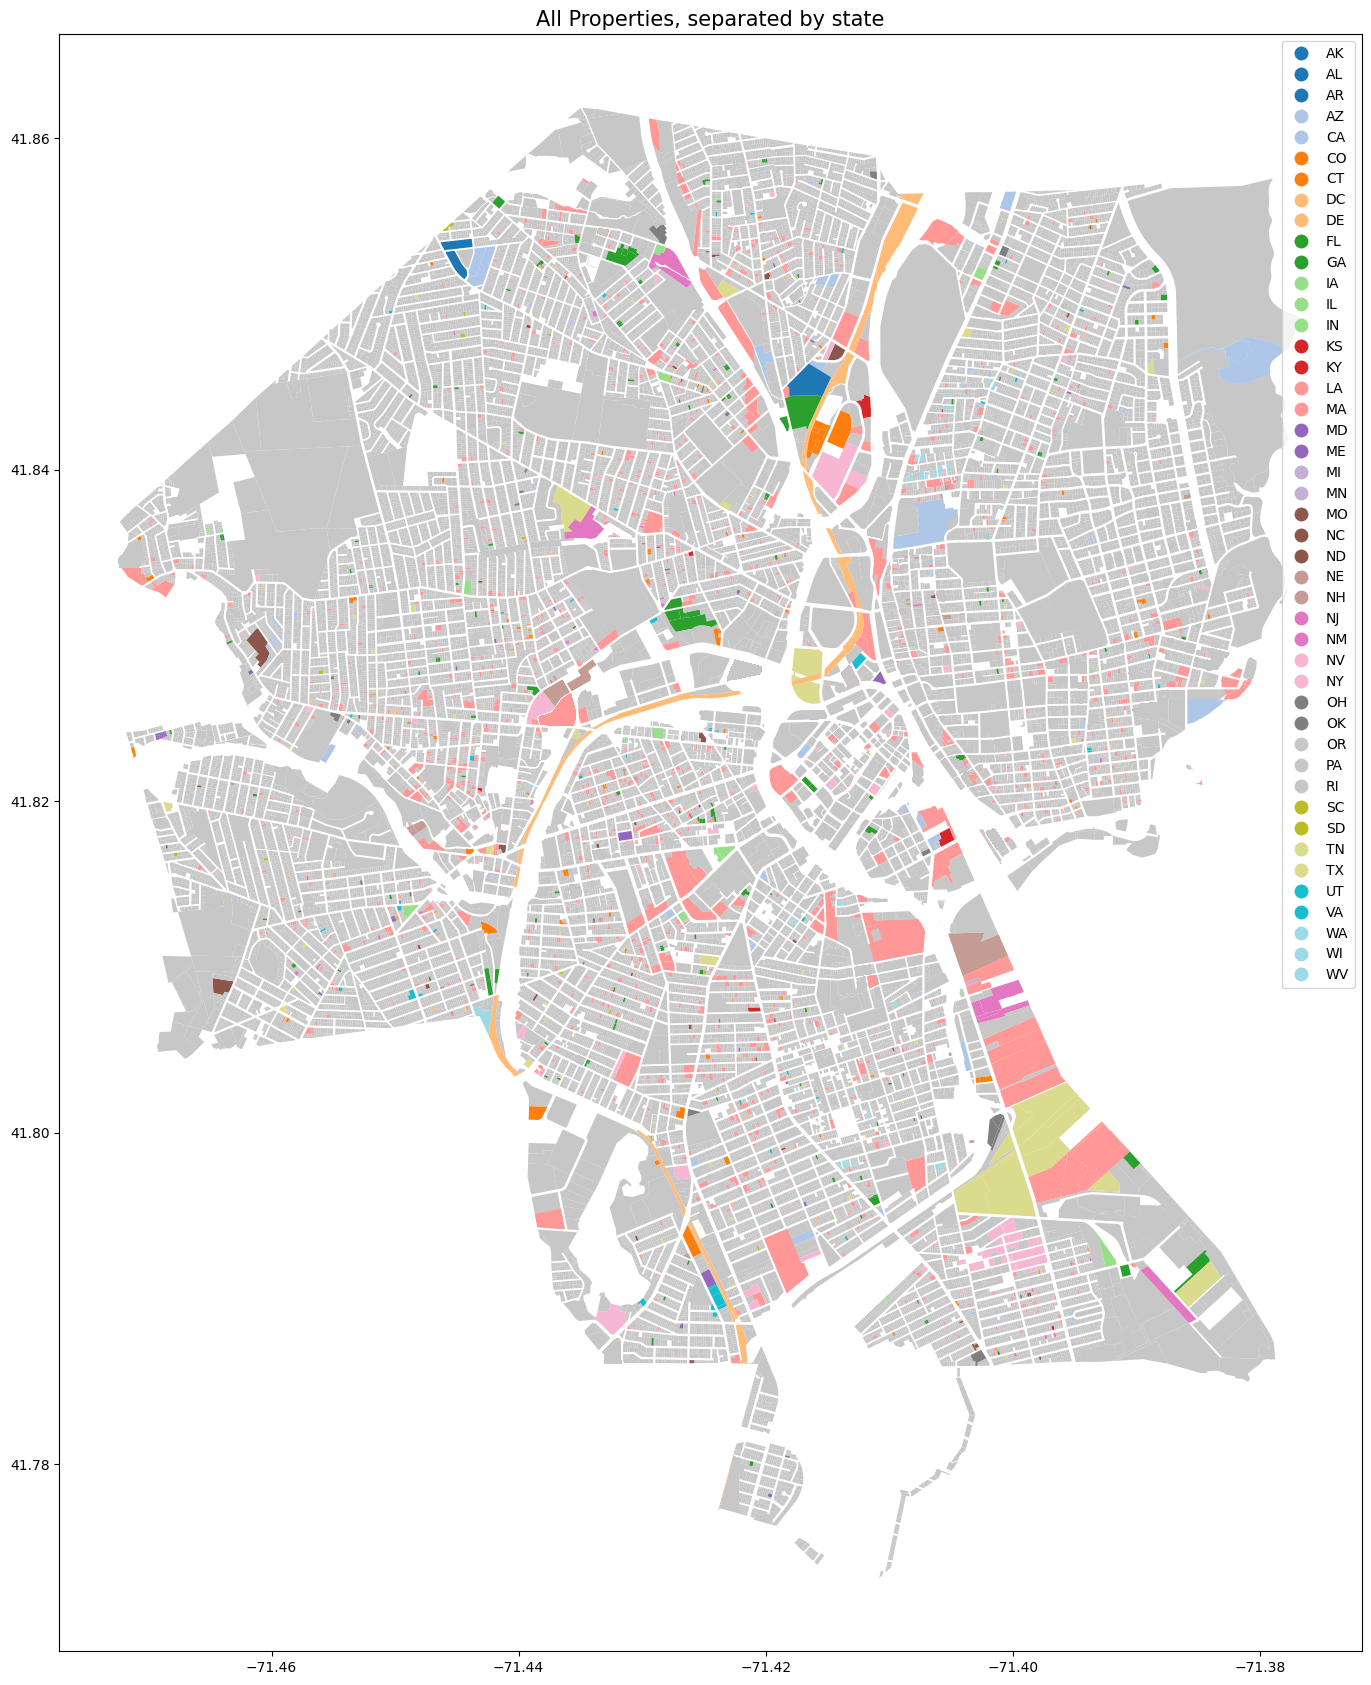 All Properties, separated by state
AK
AL
AR
AZ
CA
CO
CT
DC
DE
FL
GA
IA
IL
IN
KS
KY
LA
MA
MD
ME
MI
MN
MO
NC
ND
NE
NH
NJ
NM
NV
NY
OH
OK
OR
PA
RI
SC
SD
TN
TX
UT
VA
WA
WI
WV
41.86
41.84
41.82
41.80
41.78
−71.46 −71.44 −71.42 −71.40 −71.38